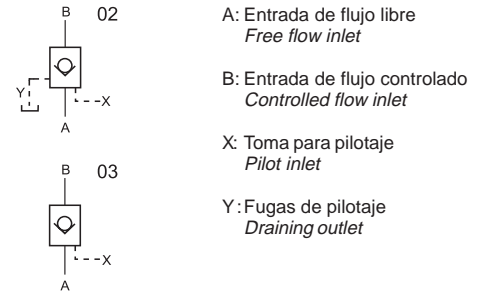 B 02
Y
X
A
B 03
X
A
A: Entrada de flujo libre
Free flow inlet
B: Entrada de flujo controlado
Controlled flow inlet
X: Toma para pilotaje
Pilot inlet
Y: Fugas de pilotaje
Draining outlet